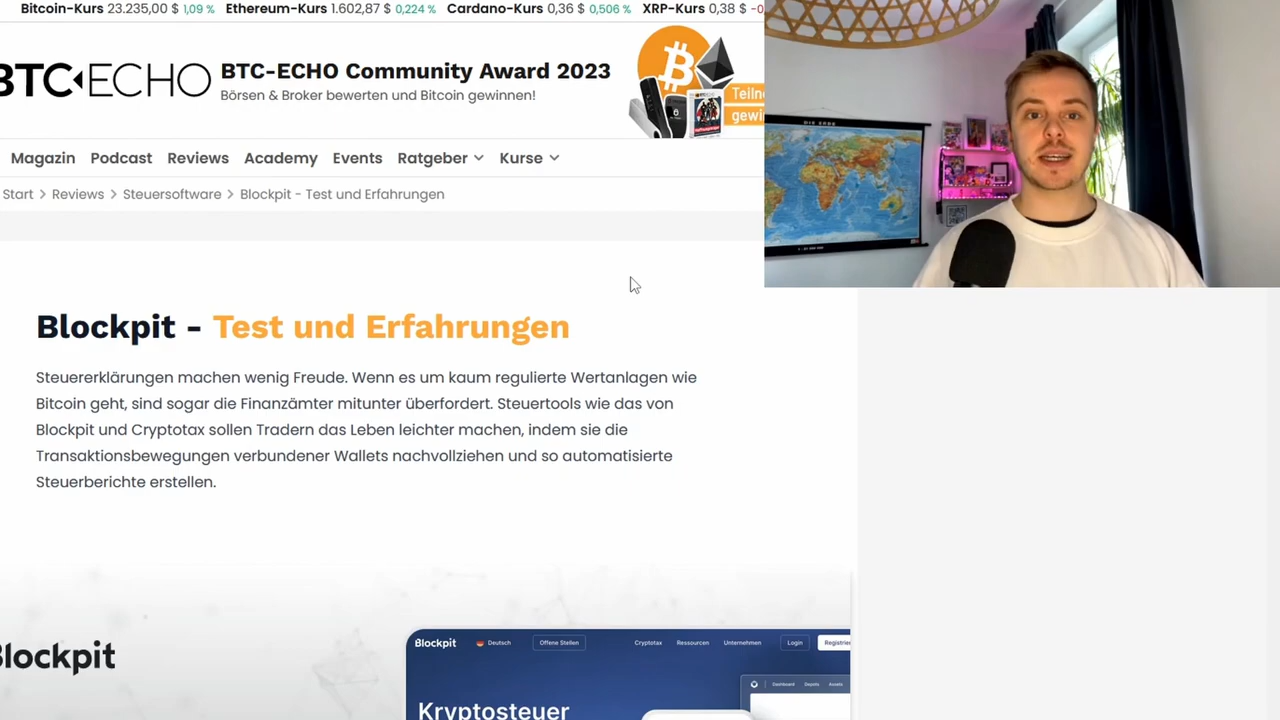 Bitcoin-Kurs 23.235,00 $ 1,09 % Ethereum-Kurs 1.602,87 $ 0,224 % Cardano-Kurs 0,36 $ 0,506 % XRP-Kurs 0,38 $
BTC ECHO
BTC-ECHO Community Award 2023
Börsen & Broker bewerten und Bitcoin gewinnen!
Magazin Podcast Reviews Academy Events Ratgeber Kurse
Start Reviews Steuersoftware Blockpit - Test und Erfahrungen
DIE ERDE
Blockpit - Test und Erfahrungen
Steuererklärungen machen wenig Freude. Wenn es um kaum regulierte Wertanlagen wie
Bitcoin geht, sind sogar die Finanzämter mitunter überfordert. Steuertools wie das von
Blockpit und Cryptotax sollen Tradern das Leben leichter machen, indem sie die
Transaktionsbewegungen verbundener Wallets nachvollziehen und so automatisierte
Steuerberichte erstellen.
Blockpit Deutsch Offene Stellen Cryptotax Ressourcen Unternehmen Login
Blockpit
Dashboard Depots Assets
Kryptosteuer